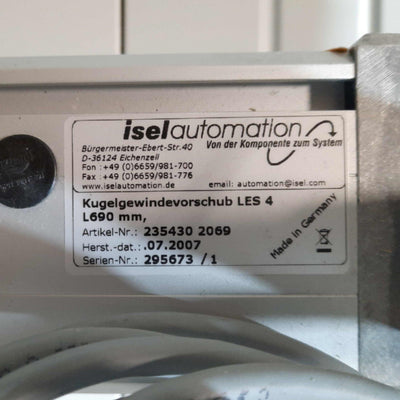 iselautomation
Von der Komponente zum System
Bürgermeister-Ebert-Str.40
D-36124 Eichenzell
Fon : +49 (0)6659/981-700
Fax : +49 (0)6659/981-776
www.iselautomation.de email: automation@isel.com
Kugelgewindevorschub LES 4
L690 mm,
Artikel-Nr.: 235430 2069
Herst.-dat.: .07.2007
Serien-Nr.: 295673 /1
Made in Germany